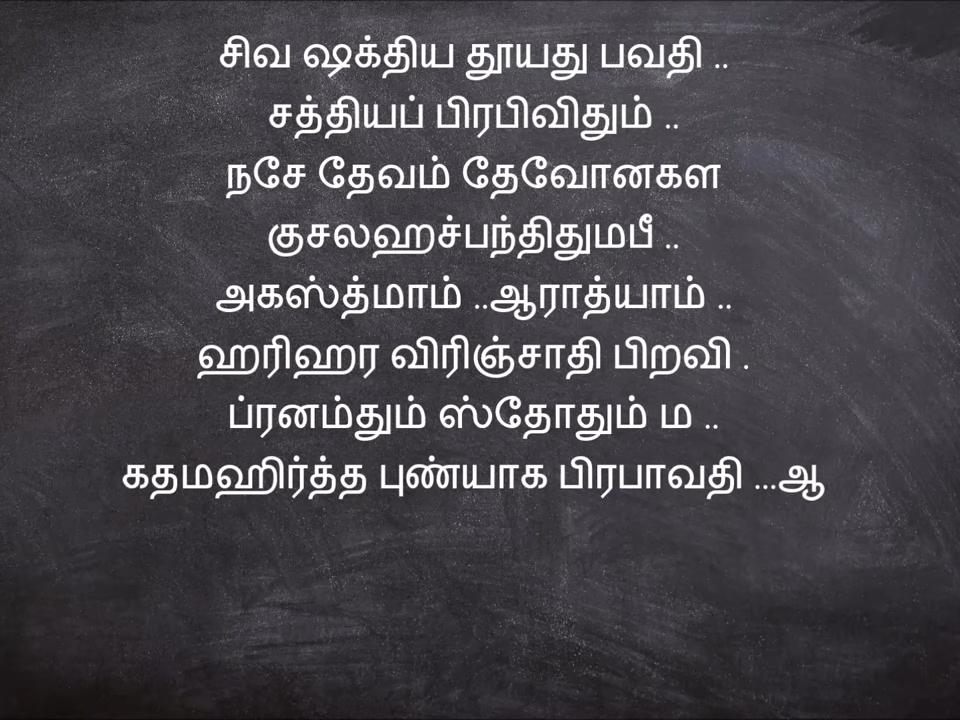 சிவ ஷக்திய தூயது பவதி ..
சத்தியப் பிரபிவிதும் ..
நசே தேவம் தேவோனகள
குசலஹச்பந்திதுமபீ ..
அகஸ்த்மாம் ..ஆராத்யாம் ..
ஹரிஹர விரிஞ்சாதி பிறவி .
ப்ரனம்தும் ஸ்தோதும் ம ..
கதமஹிர்த்த புண்யாக பிரபாவதி ...ஆ